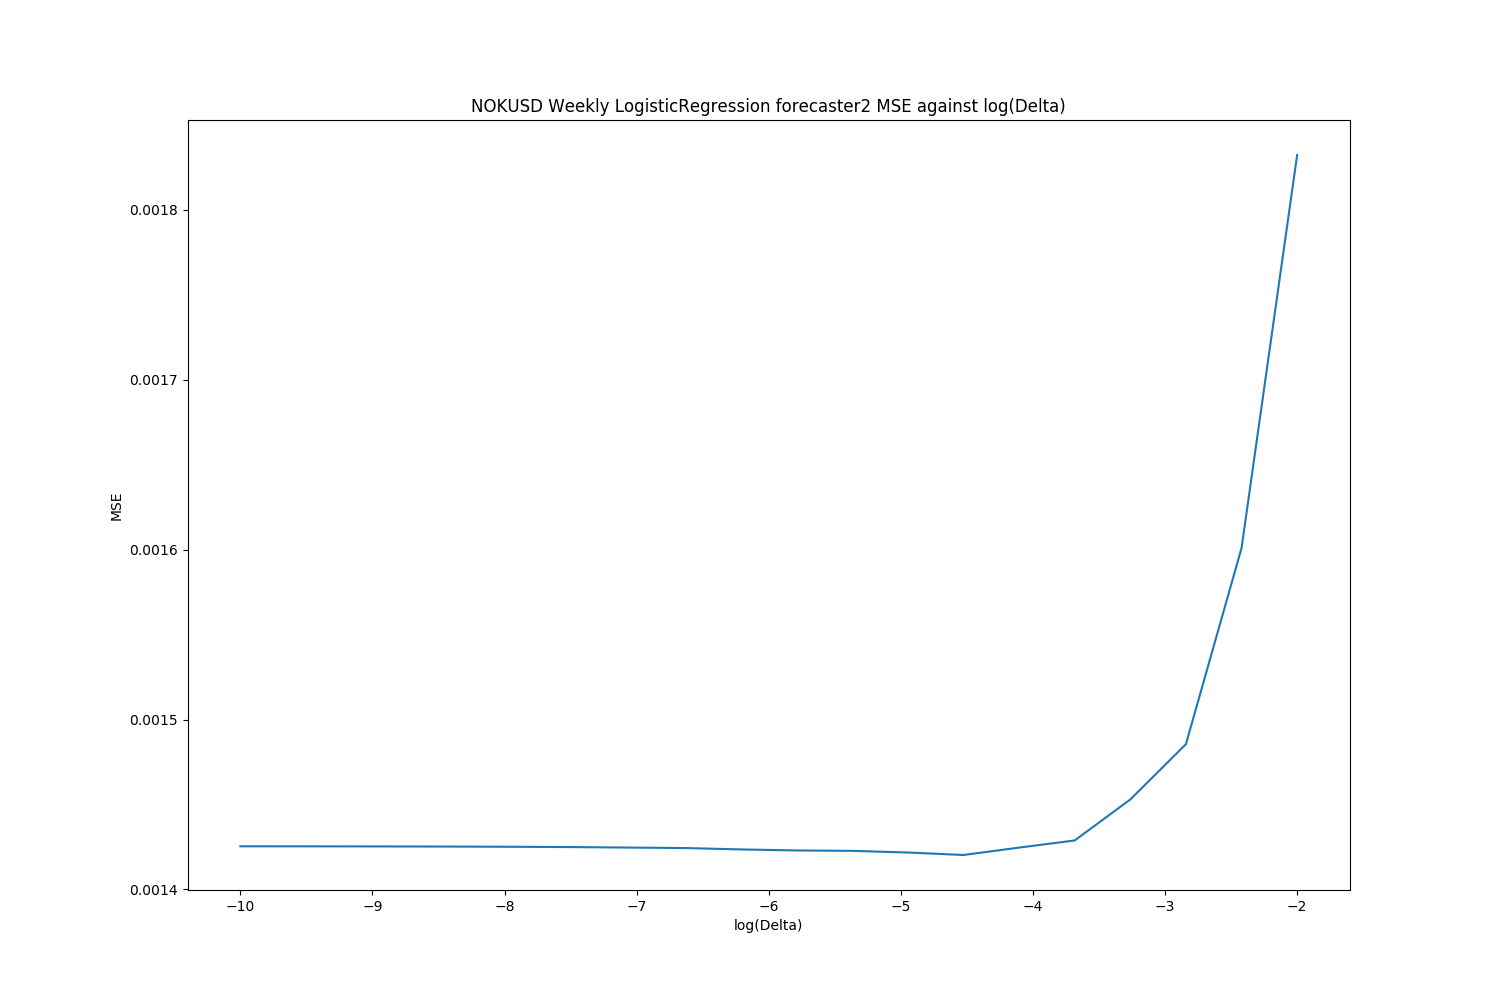 NOKUSD Weekly LogisticRegression forecaster2 MSE against log(Delta)
0.0018
0.0017
0.0016
0.0015
0.0014
MSE
−10 −9 −8 −7 −6 −5 −4 −3 −2
log(Delta)